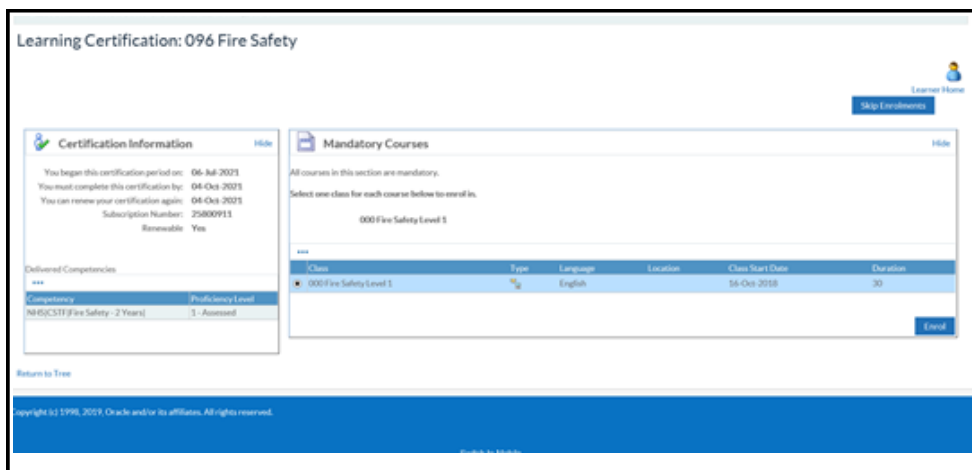 Learning Certification: 096 Fire Safety
Learner Home
Skip Enrolments
Certification Information Hide
You began this certification period on: 06-Jul-2021
You must complete this certification by: 04-Oct-2021
You can renew your certification again: 04-Oct-2021
Subscription Number: 25800911
Renewable Yes
Delivered Competencies
Competency Proficiency Level
NHS|CSTF|Fire Safety - 2 Years| 1 - Assessed
Mandatory Courses Hide
All courses in this section are mandatory.
Select one class for each course below to enrol in.
000 Fire Safety Level 1
Class Type Language Location Class Start Date Duration
000 Fire Safety Level 1 English 16-Oct-2018 30
Enrol
Return to Tree
Copyright (c) 1998, 2019, Oracle and/or its affiliates. All rights reserved.